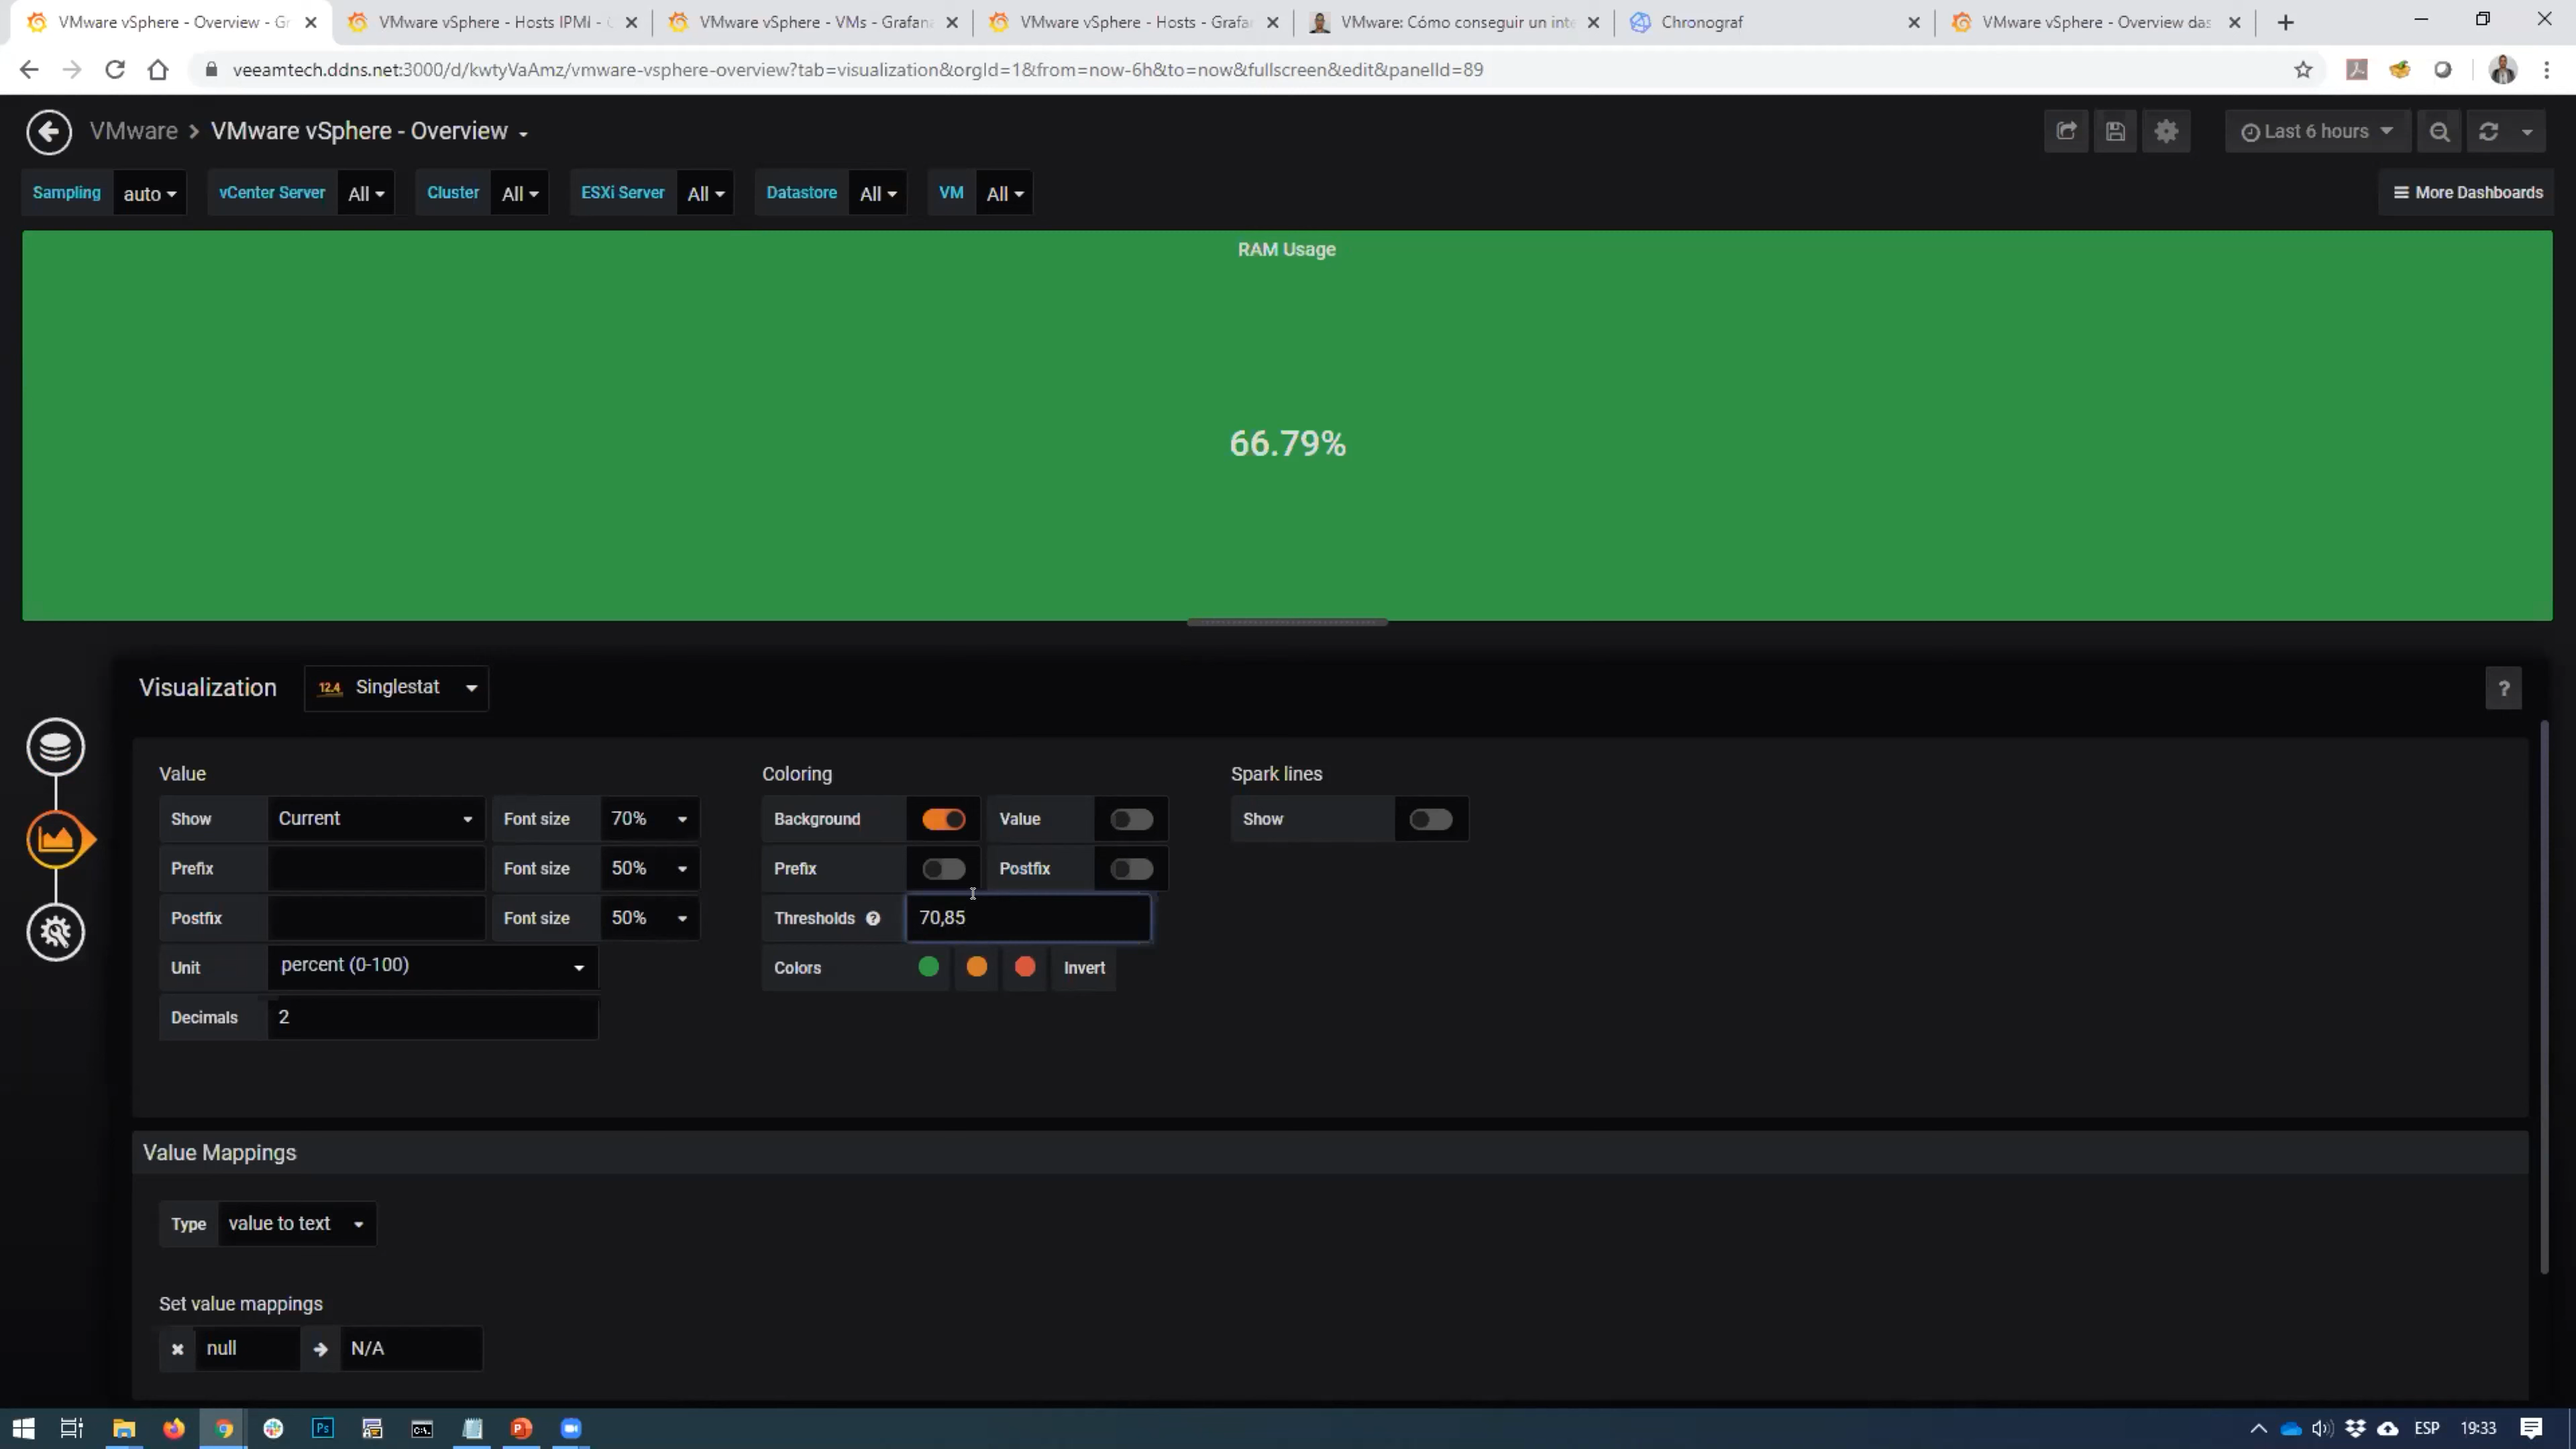 VMware vSphere - Overview - Gr
VMware vSphere - Hosts IPMI - G
VMware vSphere - VMs - Grafana
VMware vSphere - Hosts - Grafan
VMware: Cómo conseguir un inte
Chronograf
VMware vSphere - Overview das
veeamtech.ddns.net:3000/d/kwtyVaAmz/vmware-vsphere-overview?tab=visualization&orgId=1&from=now-6h&to=now&fullscreen&edit&panelId=89
VMware > VMware vSphere - Overview
Last 6 hours
Sampling auto vCenter Server All Cluster All ESXi Server All Datastore All VM All More Dashboards
RAM Usage
66.79%
Visualization 12.4 Singlestat ?
Value Coloring Spark lines
Show Current Font size 70% Background Value Show
Prefix Font size 50% Prefix Postfix
Postfix Font size 50% Thresholds ? 70,85
Unit percent (0-100) Colors Invert
Decimals 2
Value Mappings
Type value to text
Set value mappings
null N/A
Ps C:\. P ESP 19:33